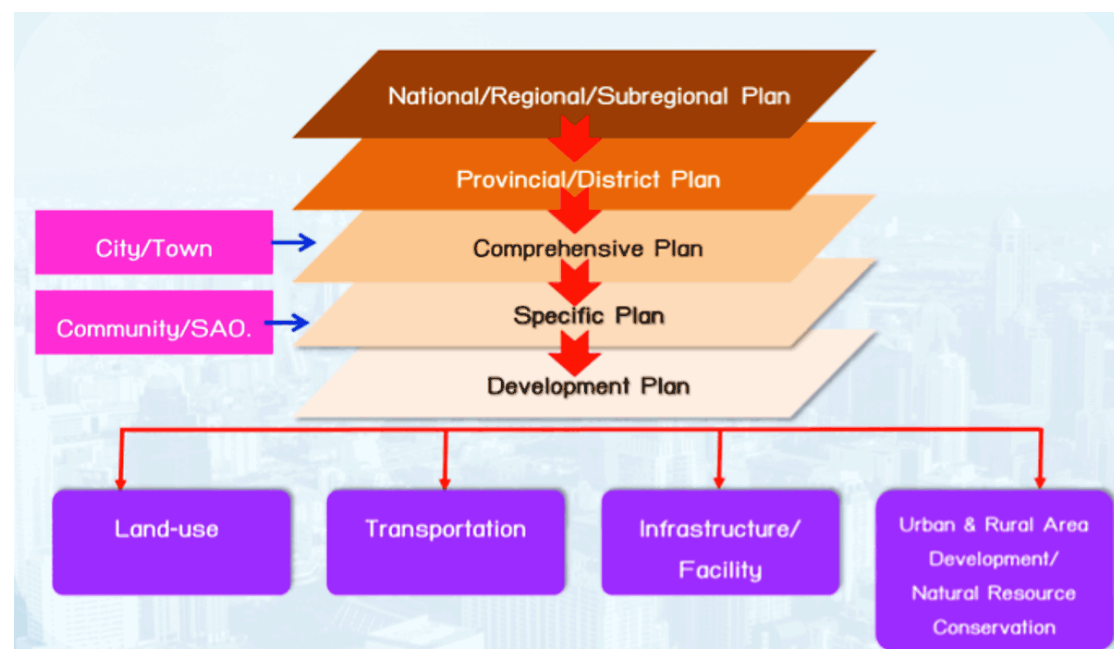 National/Regional/Subregional Plan
Provincial/District Plan
City/Town
Comprehensive Plan
Community/SAO.
Specific Plan
Development Plan
Land-use
Transportation
Infrastructure/
Facility
Urban & Rural Area
Development/
Natural Resource
Conservation